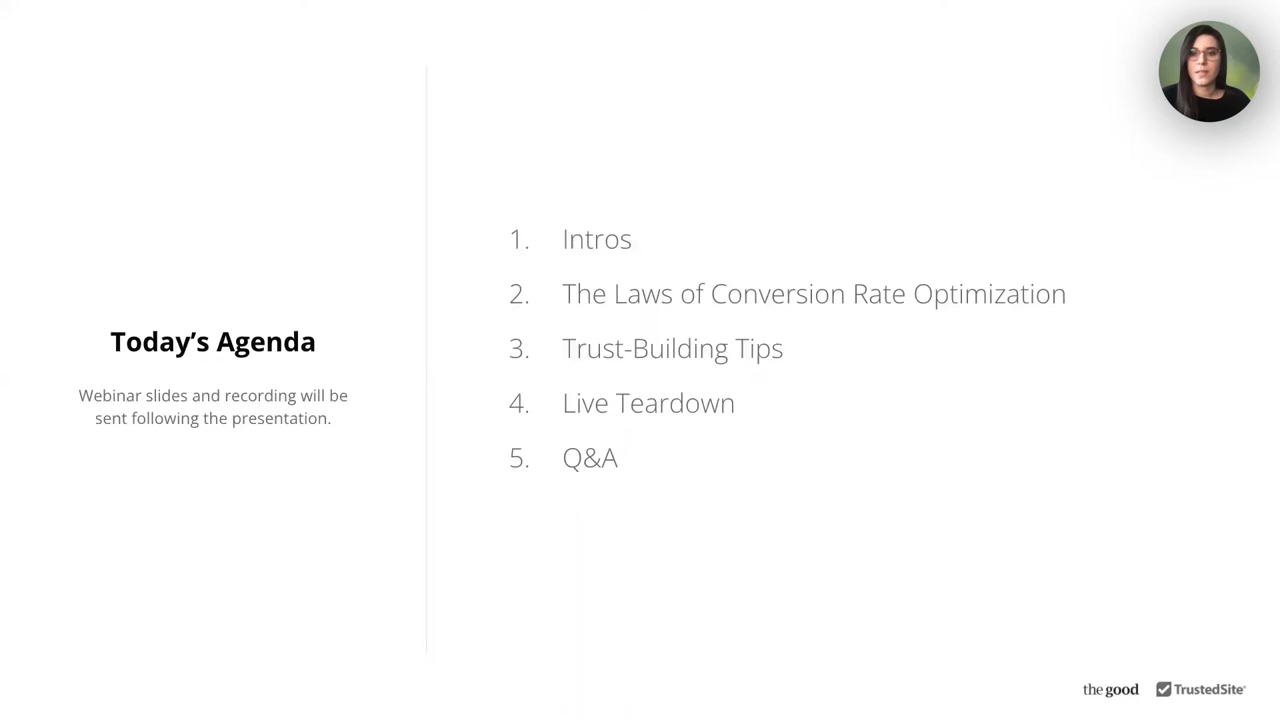 Today's Agenda
Webinar slides and recording will be
sent following the presentation.
1. Intros
2. The Laws of Conversion Rate Optimization
3. Trust-Building Tips
4. Live Teardown
5. Q&A
the good
TrustedSite®